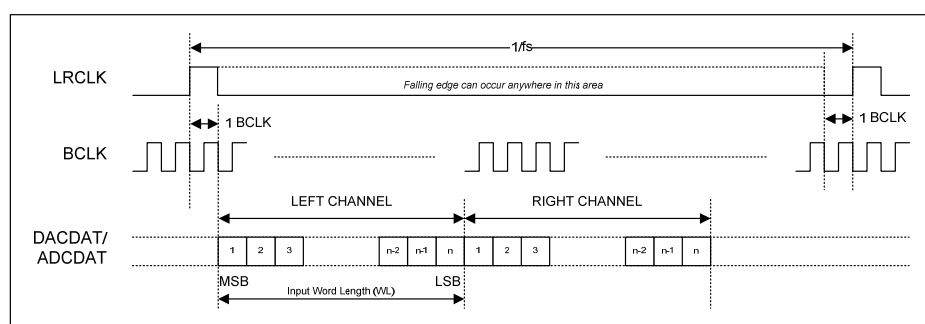 1/fs
LRCLK
Falling edge can occur anywhere in this area
1 BCLK
1 BCLK
BCLK
LEFT CHANNEL
RIGHT CHANNEL
DACDAT/
ADCDAT
1 2 3 n-2 n-1 n 1 2 3 n-2 n-1 n
MSB
LSB
Input Word Length (WL)